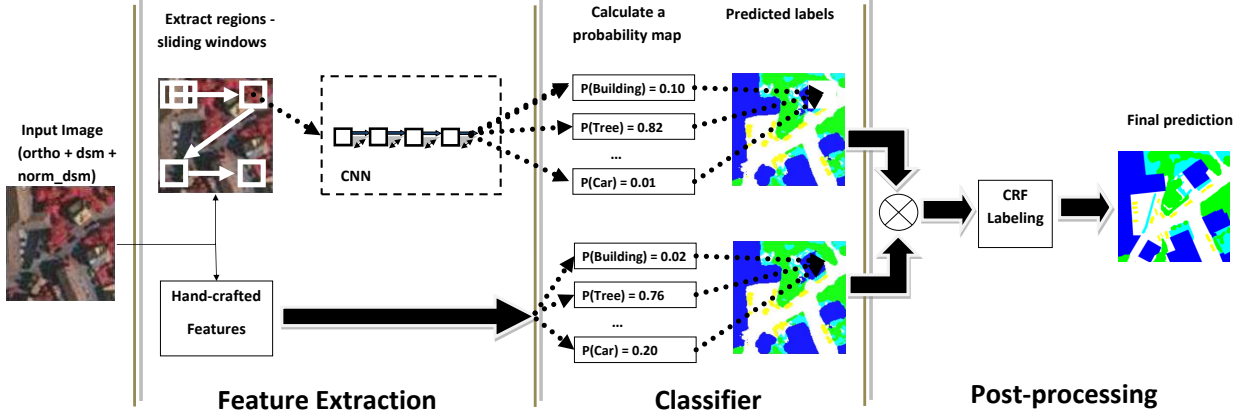 Input Image
(ortho + dsm +
norm_dsm)
Extract regions -
sliding windows
CNN
Hand-crafted
Features
Feature Extraction
Calculate a
probability map
Predicted labels
P(Building) = 0.10
P(Tree) = 0.82
...
P(Car) = 0.01
P(Building) = 0.02
P(Tree) = 0.76
...
P(Car) = 0.20
Classifier
CRF
Labeling
Final prediction
Post-processing